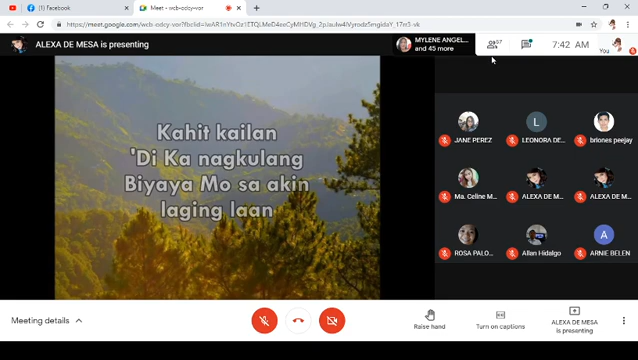 Facebook
Meet - wcb-odcy-vor
ALEXA DE MESA is presenting
MYLENE ANGEL...
and 45 more
57
7:42 AM
You
Kahit kailan
'Di Ka nagkulang
Biyaya Mo sa akin
laging laan
JANE PEREZ
L
LEONORA DE...
briones peejay
Ma. Celine M...
ALEXA DE M...
ALEXA DE M...
ROSA PALO...
Allan Hidalgo
A
ARNIE BELEN
Meeting details
Raise hand
Turn on captions
ALEXA DE MESA
is presenting